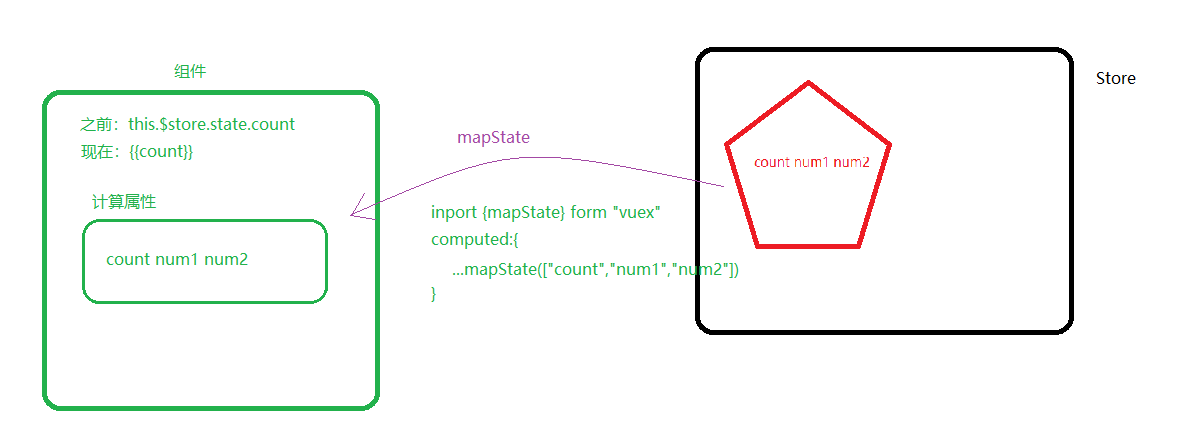 组件
之前：this.$store.state.count
现在：{{count}}
计算属性
count num1 num2
mapState
inport {mapState} form "vuex"
computed:{
...mapState(["count","num1","num2"])
}
count num1 num2
Store